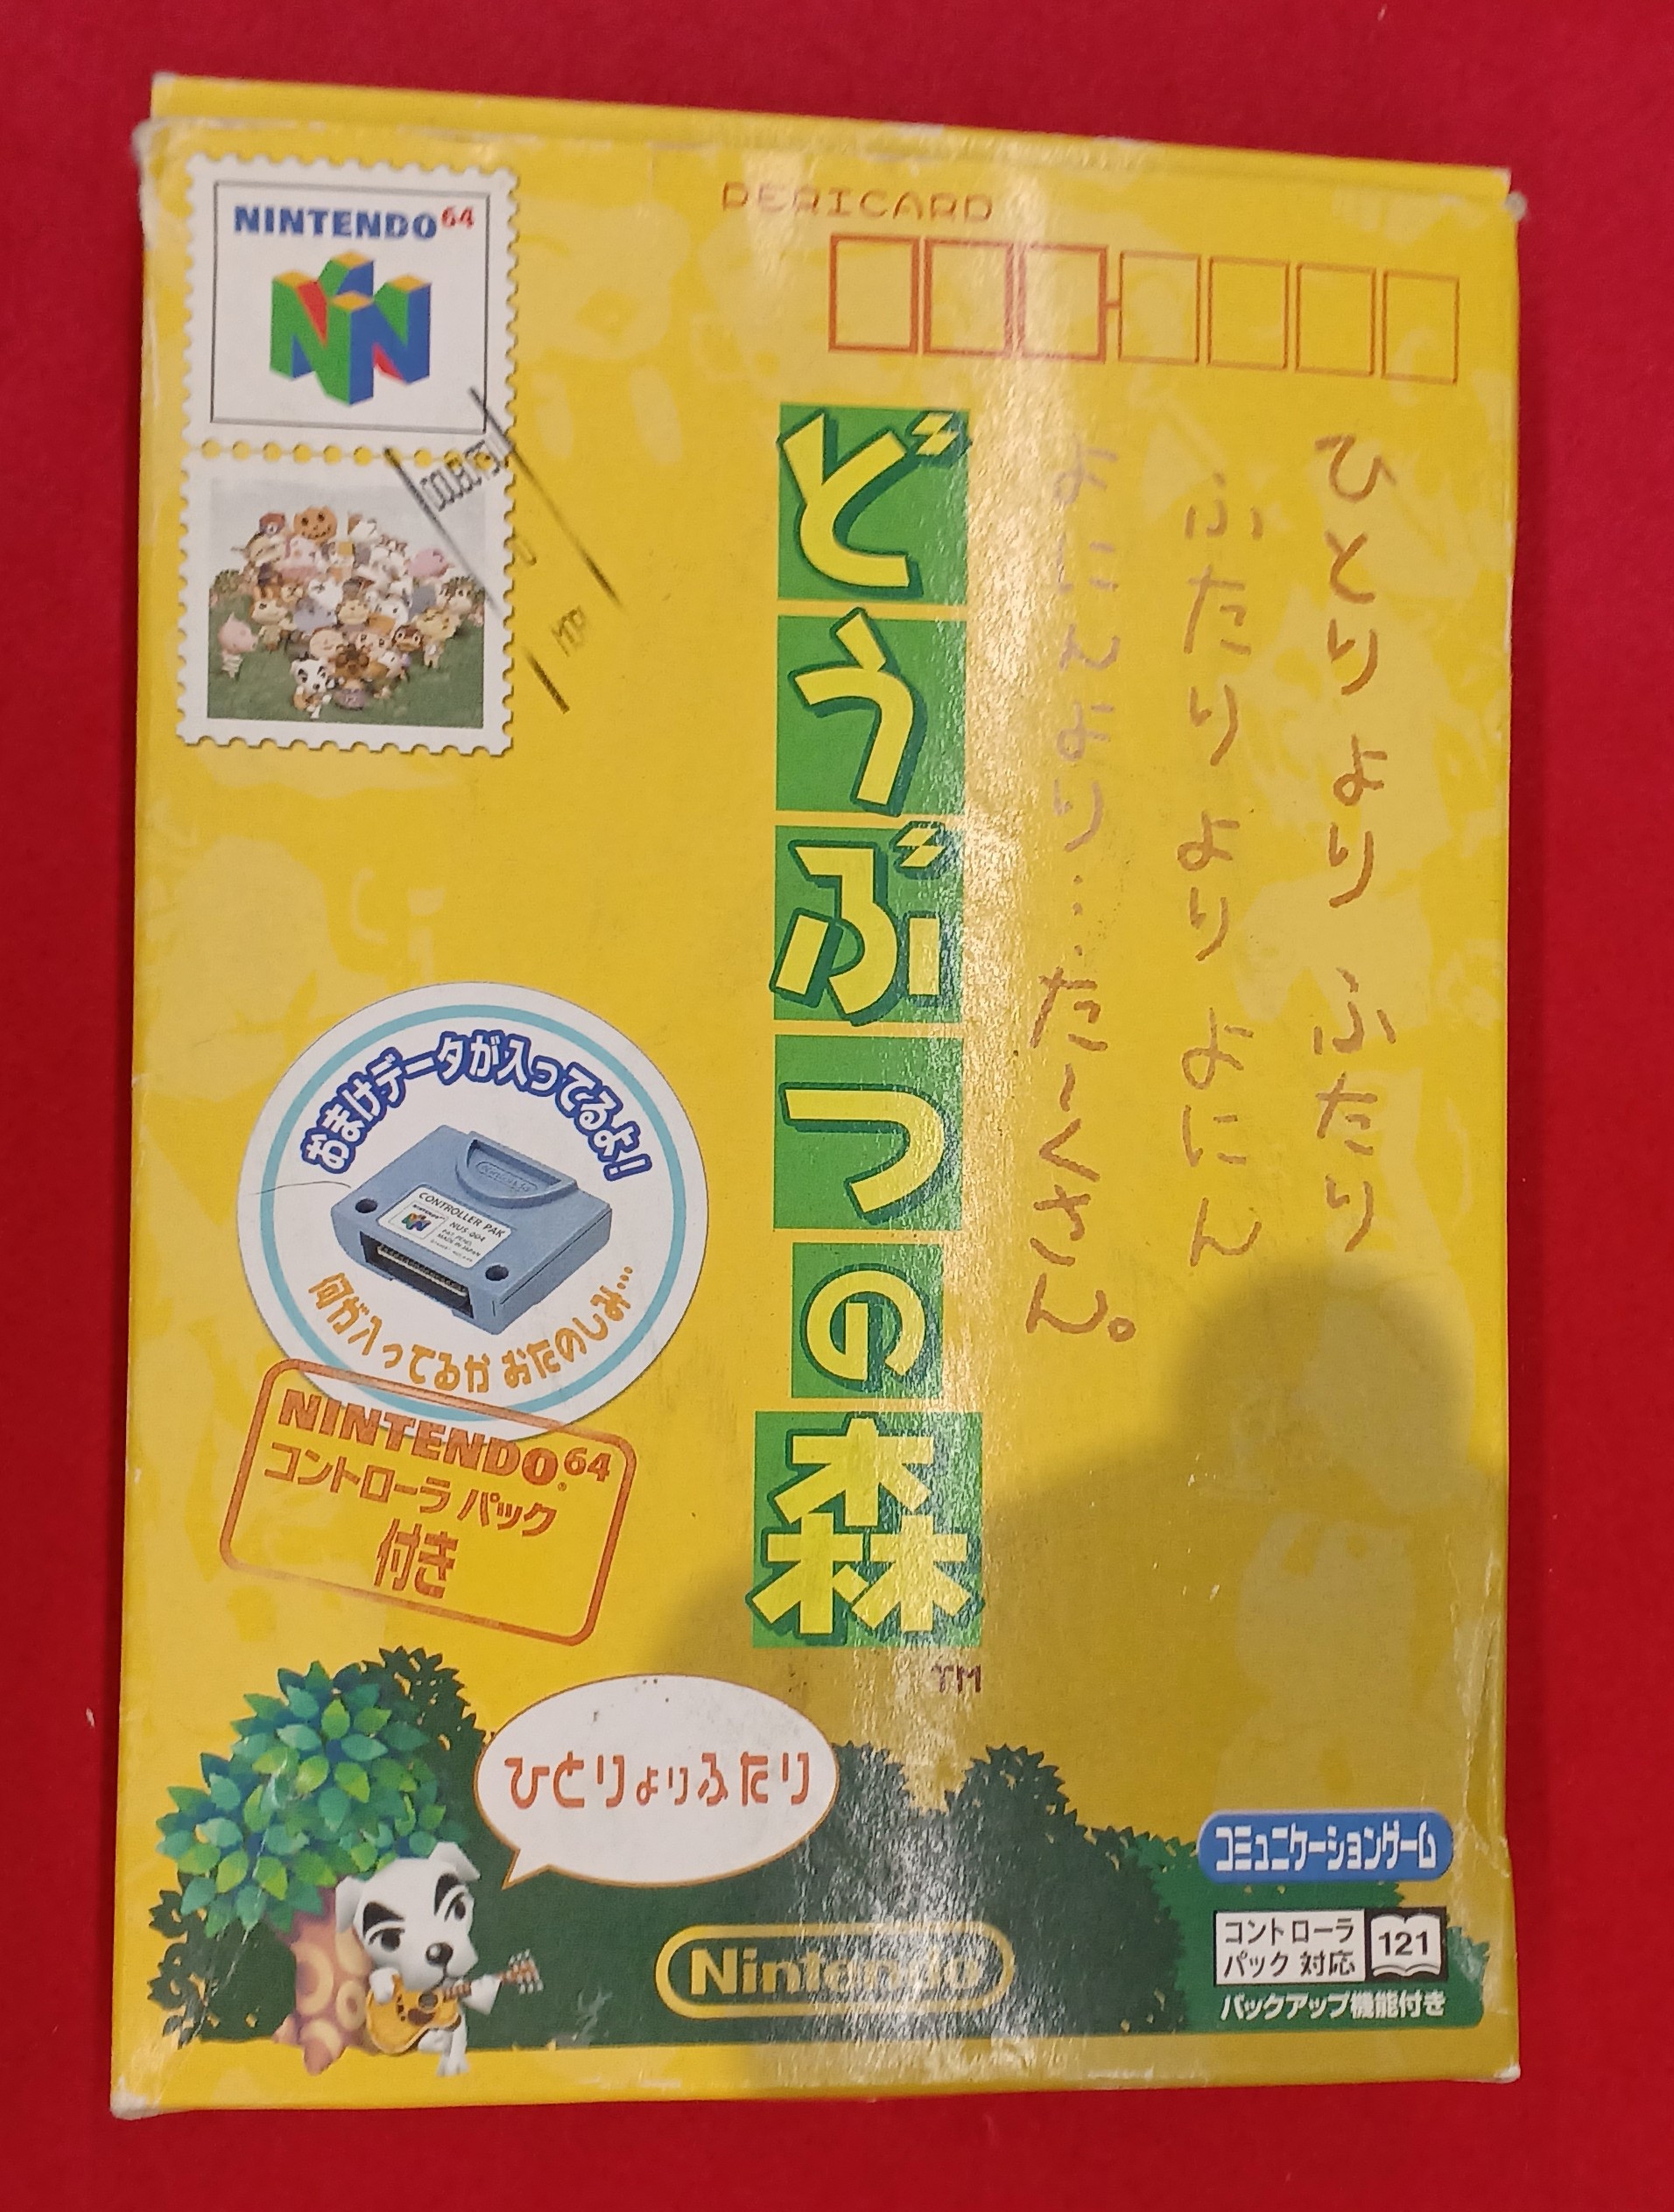 NINTENDO64
PERICARD
どうぶつの森
TM
ひとりより ふたり
ふたりより よにん
よにんより……た〜くさん。
おまけデータが入ってるよ!
CONTROLLER PAK
NUS-004
何が入ってるか おたのしみ…
NINTENDO64
コントローラ パック
付き
ひとりよりふたり
Nintendo
コミュニケーションゲーム
コントローラ
パック 対応
121
バックアップ機能付き